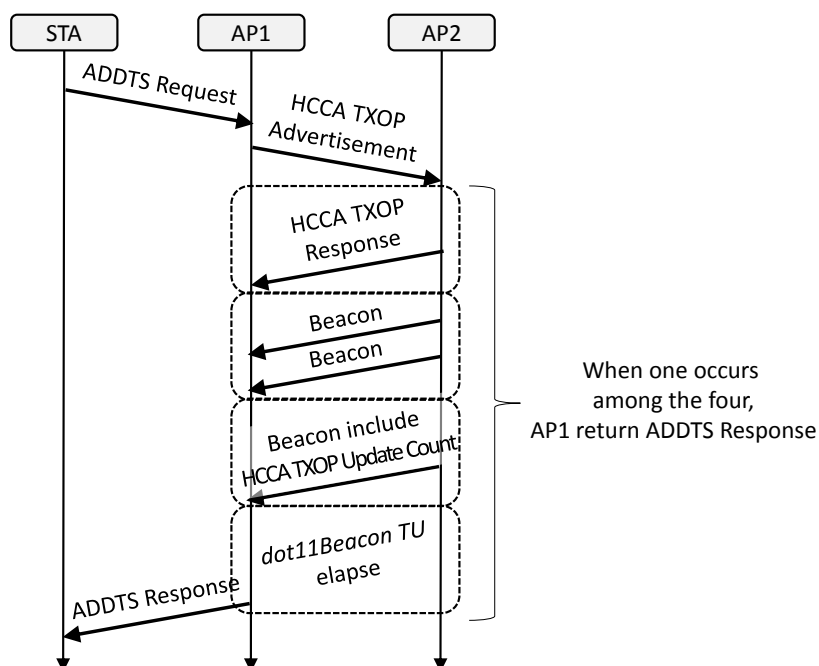 STA
AP1
AP2
ADDTS Request
HCCA TXOP
Advertisement
HCCA TXOP
Response
Beacon
Beacon
When one occurs
among the four,
AP1 return ADDTS Response
Beacon include
HCCA TXOP Update Count
dot11Beacon TU
elapse
ADDTS Response